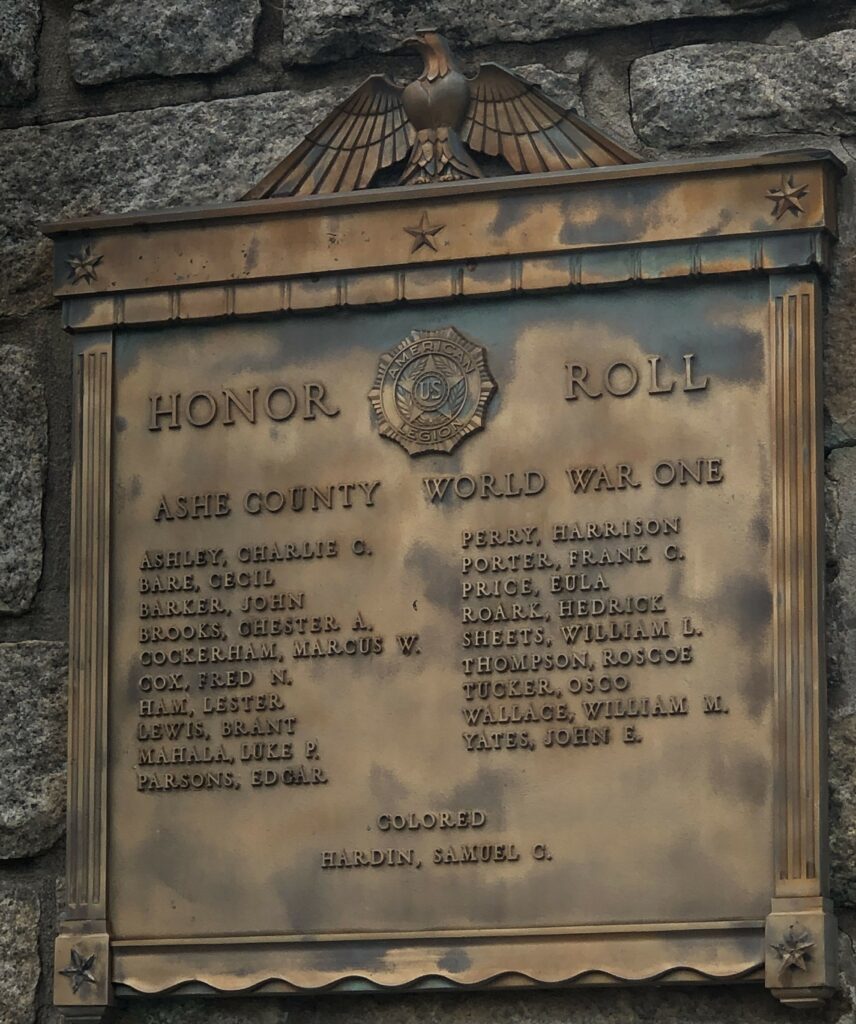 AMERICAN
US
LEGION
HONOR ROLL
ASHE COUNTY WORLD WAR ONE
ASHLEY, CHARLIE C.
BARE, CECIL
BARKER, JOHN
BROOKS, CHESTER A.
COCKERHAM, MARCUS W.
COX, FRED N.
HAM, LESTER
LEWIS, BRANT
MAHALA, LUKE P.
PARSONS, EDGAR
PERRY, HARRISON
PORTER, FRANK C.
PRICE, EULA
ROARK, HEDRICK
SHEETS, WILLIAM L.
THOMPSON, ROSCOE
TUCKER, OSCO
WALLACE, WILLIAM M.
YATES, JOHN E.
COLORED
HARDIN, SAMUEL C.